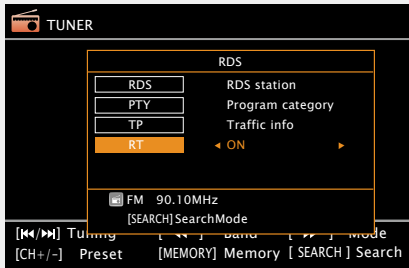 TUNER
RDS
RDS RDS station
PTY Program category
TP Traffic info
RT ◄ ON ►
FM 90.10MHz
[SEARCH] SearchMode
[⏮/⏭] Tuning [◄◄ ] Band [ ►► ] Mode
[CH+/-] Preset [MEMORY] Memory [ SEARCH ] Search